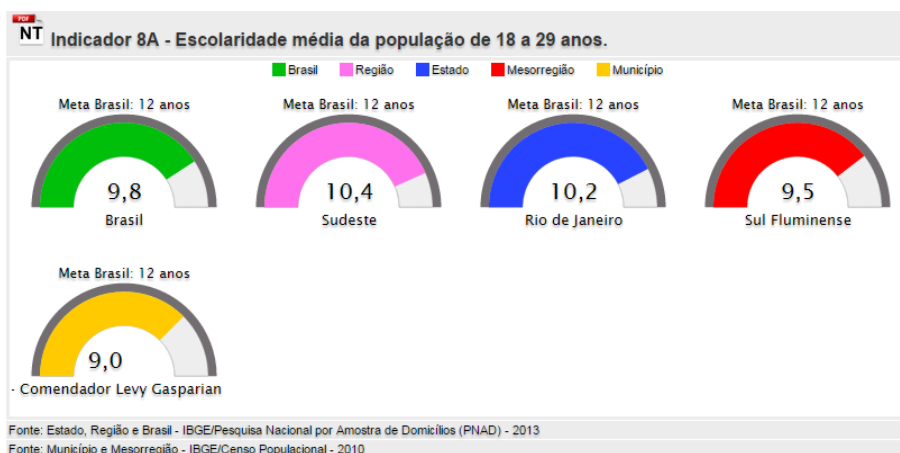 PDF
NT
Indicador 8A - Escolaridade média da população de 18 a 29 anos.
Brasil Região Estado Mesorregião Município
Meta Brasil: 12 anos Meta Brasil: 12 anos Meta Brasil: 12 anos Meta Brasil: 12 anos
9,8 10,4 10,2 9,5
Brasil Sudeste Rio de Janeiro Sul Fluminense
Meta Brasil: 12 anos
9,0
- Comendador Levy Gasparian
Fonte: Estado, Região e Brasil - IBGE/Pesquisa Nacional por Amostra de Domicílios (PNAD) - 2013
Fonte: Município e Mesorregião - IBGE/Censo Populacional - 2010